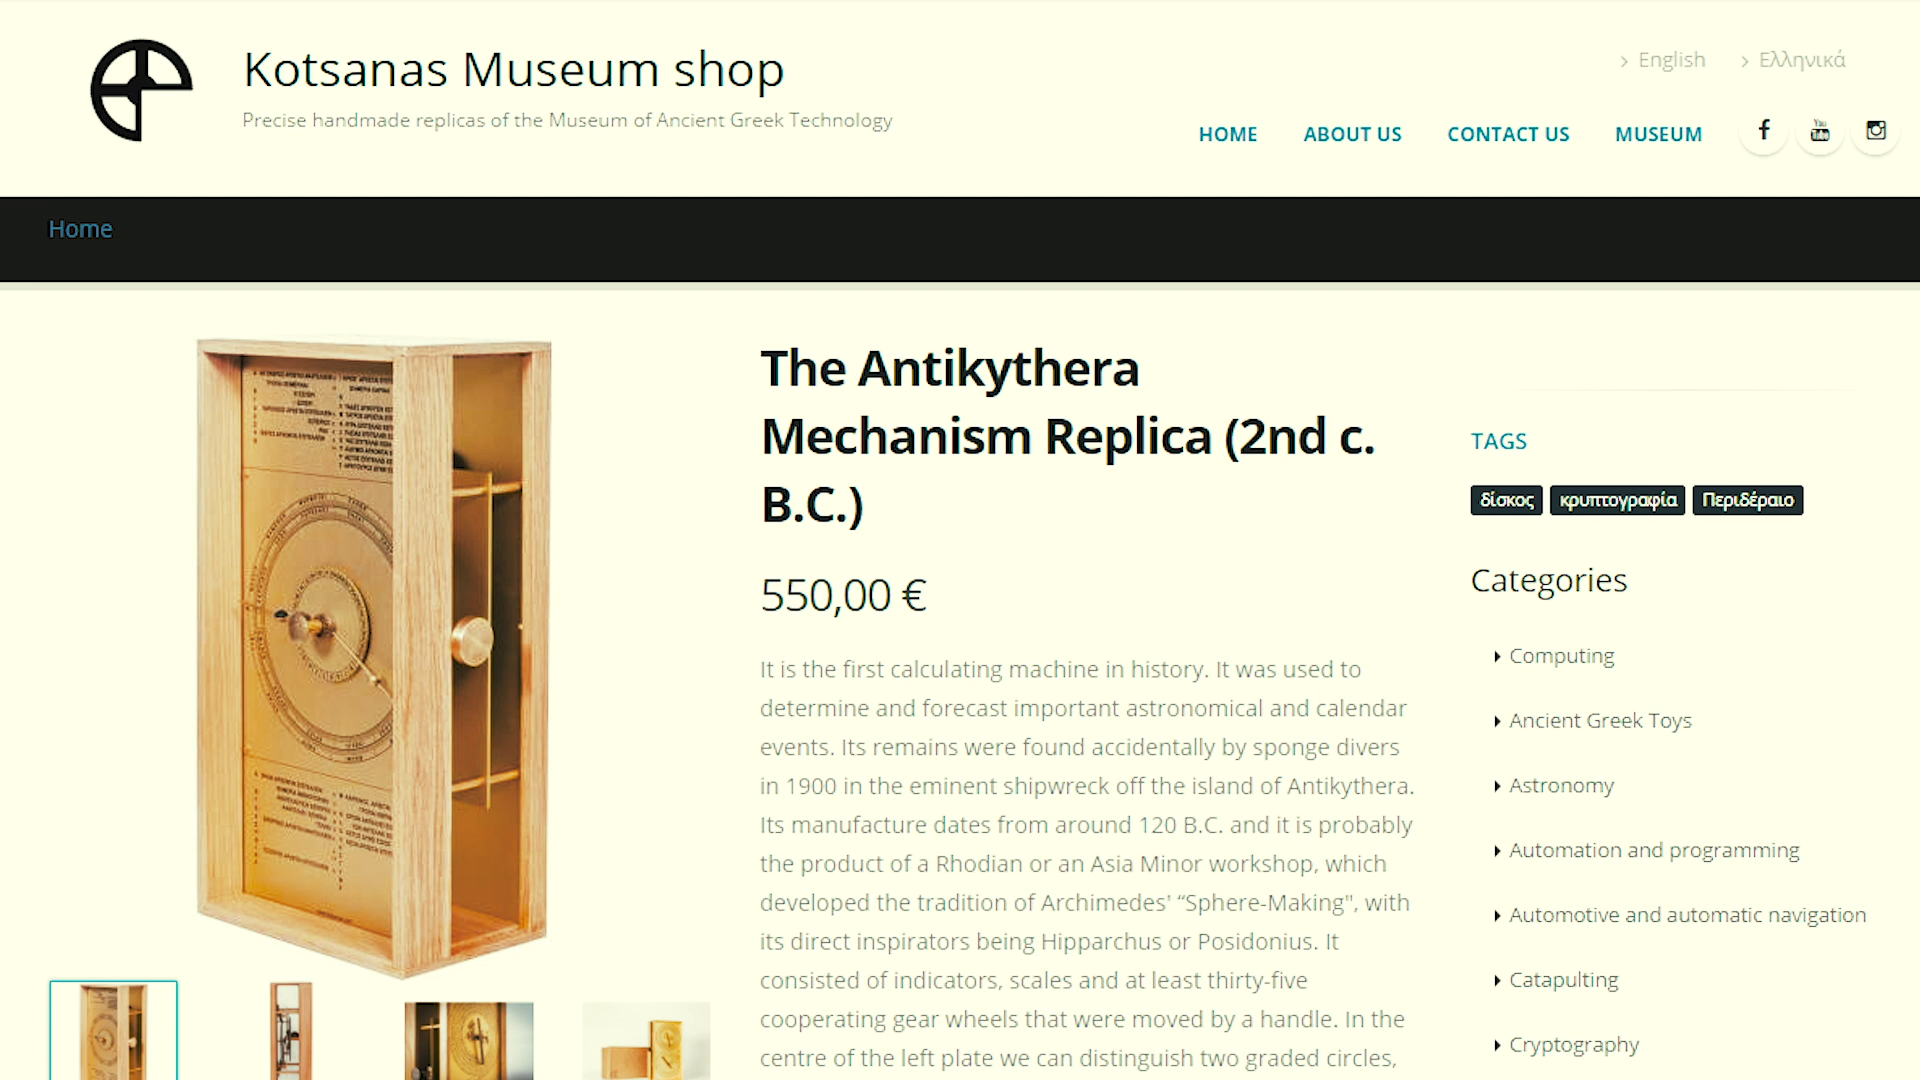 Kotsanas Museum shop
Precise handmade replicas of the Museum of Ancient Greek Technology
English
Ελληνικά
HOME
ABOUT US
CONTACT US
MUSEUM
Home
The Antikythera
Mechanism Replica (2nd c.
B.C.)
550,00 €
It is the first calculating machine in history. It was used to
determine and forecast important astronomical and calendar
events. Its remains were found accidentally by sponge divers
in 1900 in the eminent shipwreck off the island of Antikythera.
Its manufacture dates from around 120 B.C. and it is probably
the product of a Rhodian or an Asia Minor workshop, which
developed the tradition of Archimedes' “Sphere-Making", with
its direct inspirators being Hipparchus or Posidonius. It
consisted of indicators, scales and at least thirty-five
cooperating gear wheels that were moved by a handle. In the
centre of the left plate we can distinguish two graded circles,
TAGS
δίσκος
κρυπτογραφία
Περιδέραιο
Categories
Computing
Ancient Greek Toys
Astronomy
Automation and programming
Automotive and automatic navigation
Catapulting
Cryptography